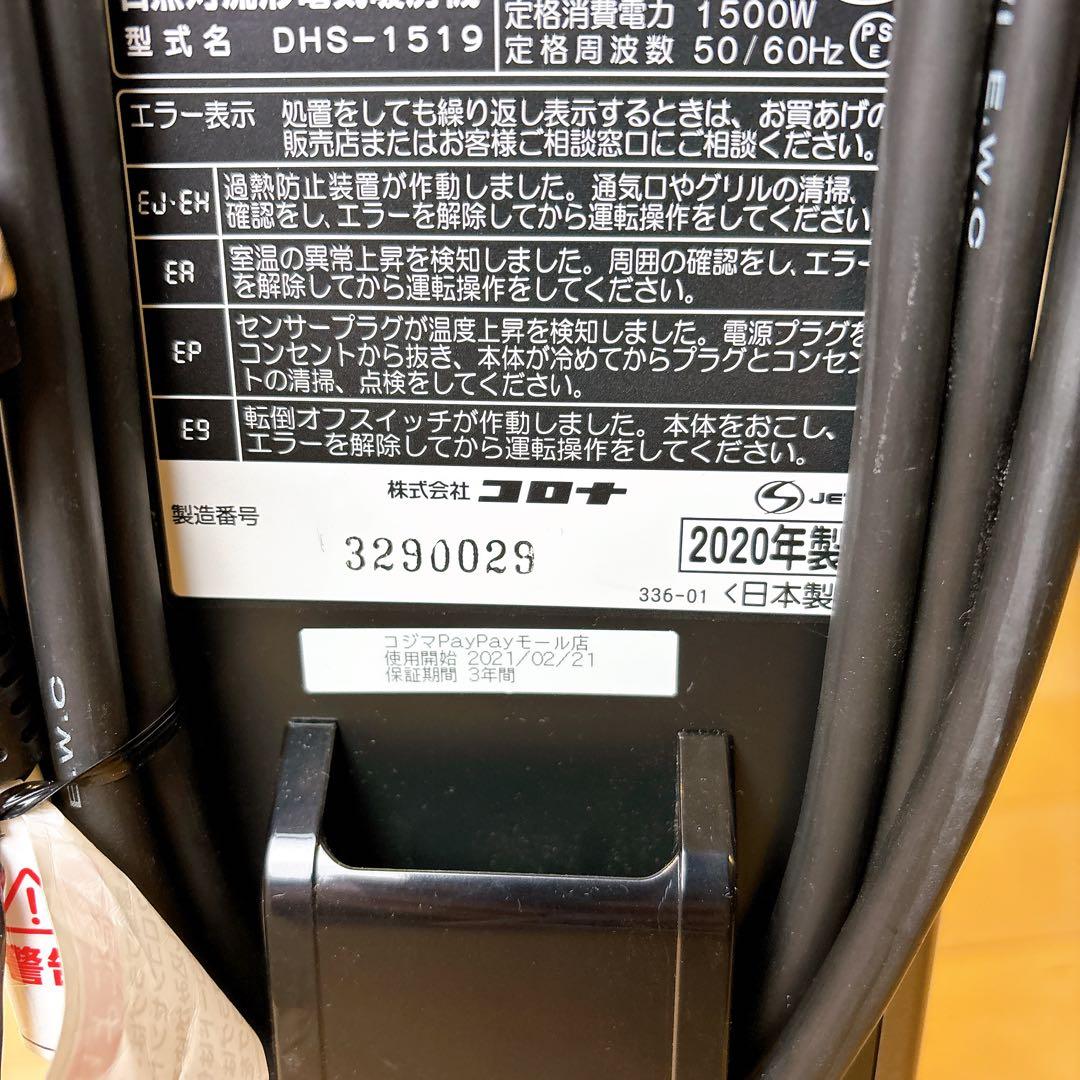 自然対流形電気暖房機
型式名 DHS-1519
定格消費電力 1500W
定格周波数 50/60Hz
PS
E
エラー表示 処置をしても繰り返し表示するときは、お買あげの
販売店またはお客様ご相談窓口にご相談ください。
EJ・EH 過熱防止装置が作動しました。通気口やグリルの清掃、
確認をし、エラーを解除してから運転操作をしてください
EA 室温の異常上昇を検知しました。周囲の確認をし、エラー
を解除してから運転操作をしてください。
EP センサープラグが温度上昇を検知しました。電源プラグを
コンセントから抜き、本体が冷めてからプラグとコンセン
トの清掃、点検をしてください。
E9 転倒オフスイッチが作動しました。本体をおこし、
エラーを解除してから運転操作をしてください。
株式会社 コロナ
JE
製造番号
3290029
2020年製
336-01 <日本製
コジマPayPayモール店
使用開始 2021/02/21
保証期間 3年間
E.W.C
E.W.C
警告